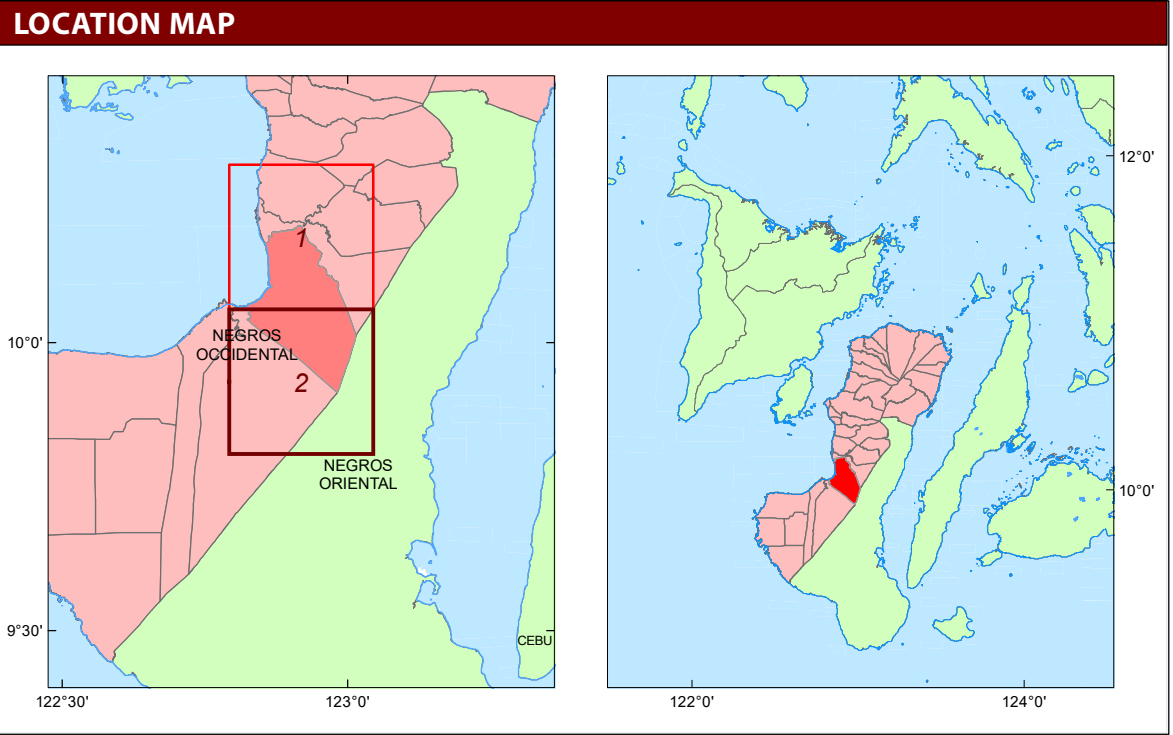 LOCATION MAP
1
10°0'
NEGROS
OCCIDENTAL
2
NEGROS
ORIENTAL
9°30'
CEBU
122°30'
123°0'
12°0'
10°0'
122°0'
124°0'